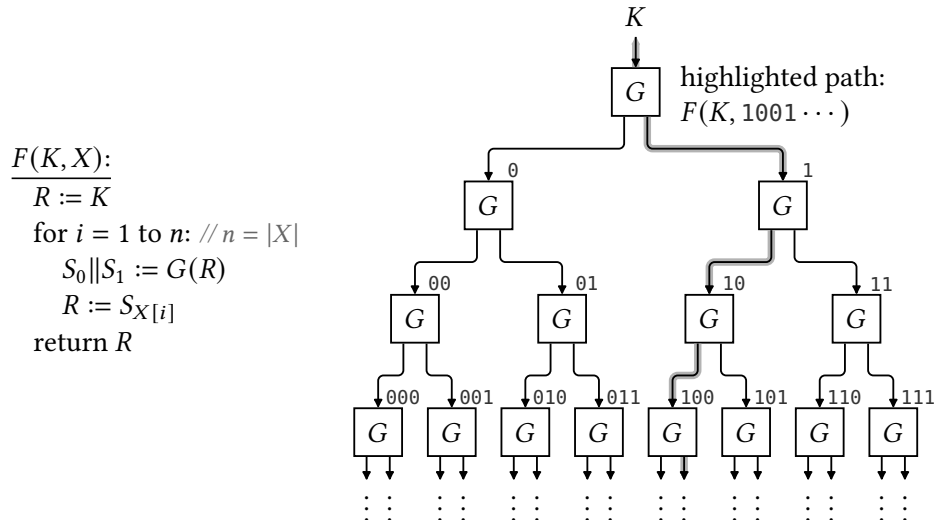 F(K, X):
R := K
for i = 1 to n: // n = |X|
S₀‖S₁ := G(R)
R := S_{X[i]}
return R
K
G
highlighted path:
F(K, 1001 ···)
0
1
G
G
00
01
10
11
G
G
G
G
000
001
010
011
100
101
110
111
G
G
G
G
G
G
G
G